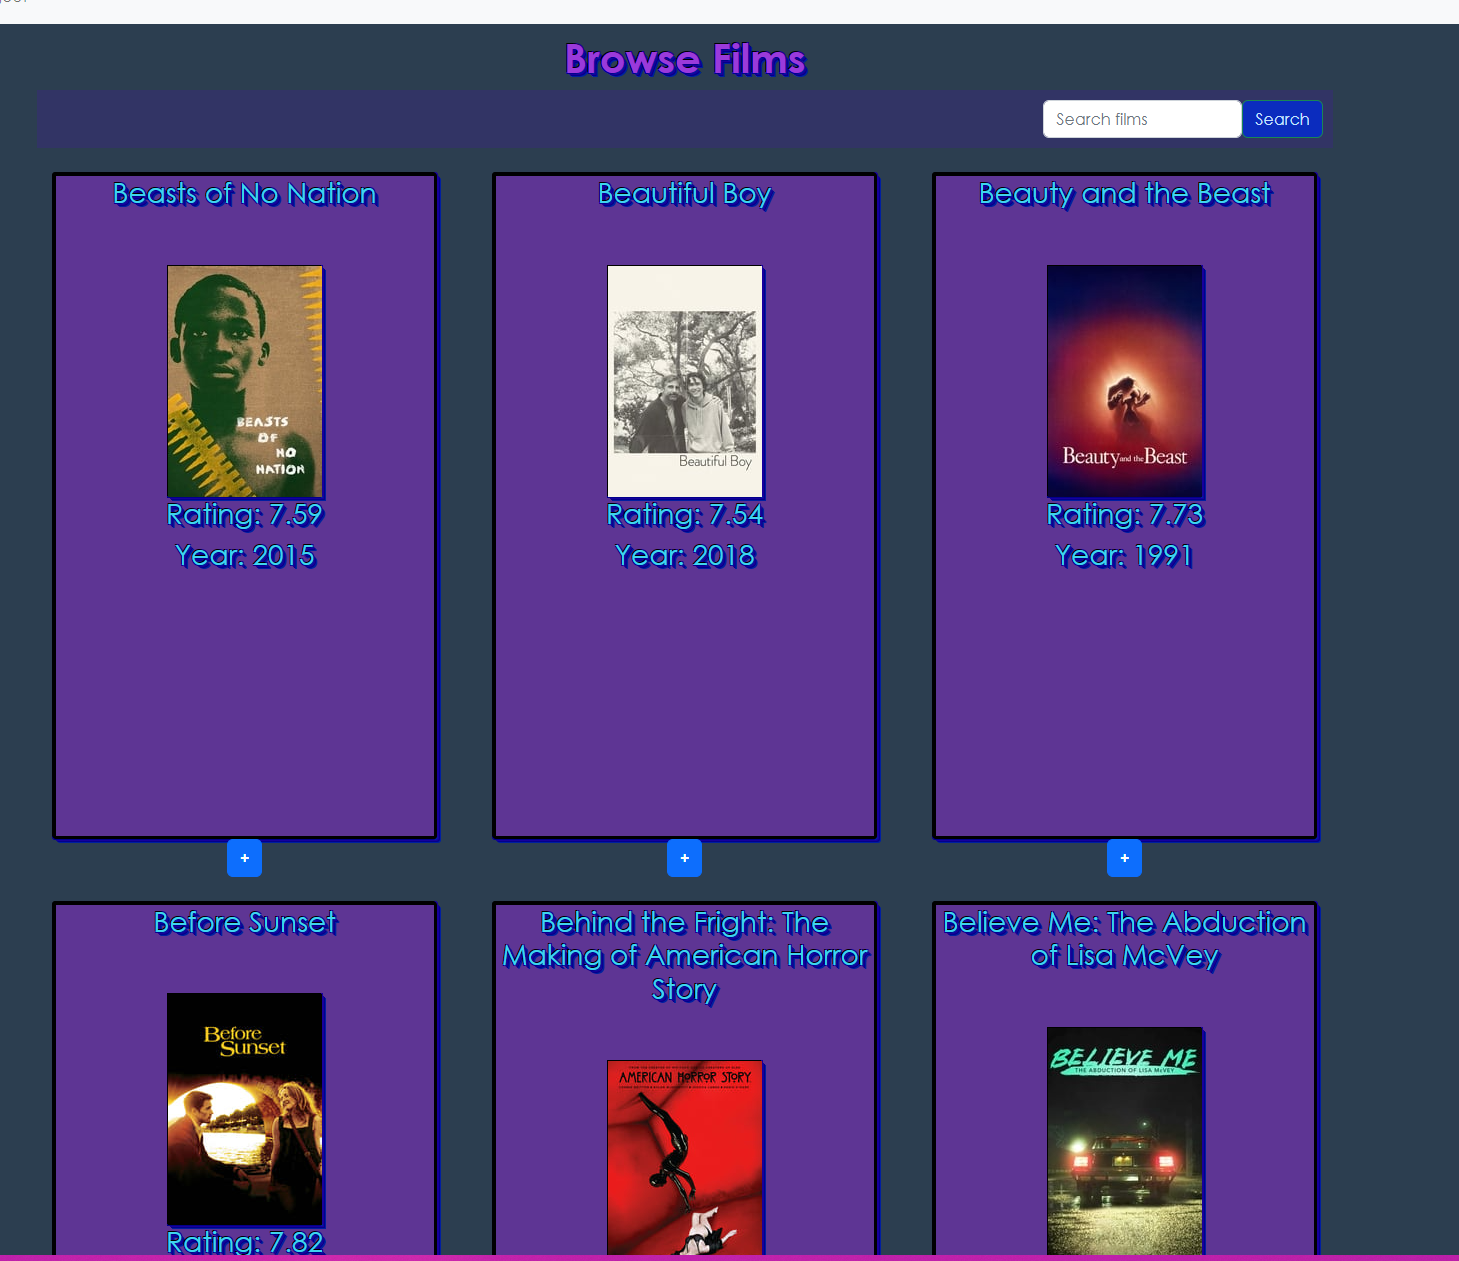 Browse Films
Search films Search
Beasts of No Nation
Beautiful Boy
Beauty and the Beast
BEASTS
OF
NO
NATION
Beautiful Boy
Beauty and the Beast
Rating: 7.59
Year: 2015
Rating: 7.54
Year: 2018
Rating: 7.73
Year: 1991
+
+
+
Before Sunset
Behind the Fright: The
Making of American Horror
Story
Believe Me: The Abduction
of Lisa McVey
Before
Sunset
AMERICAN HORROR STORY
BELIEVE ME
THE ABDUCTION OF LISA McVEY
Rating: 7.82